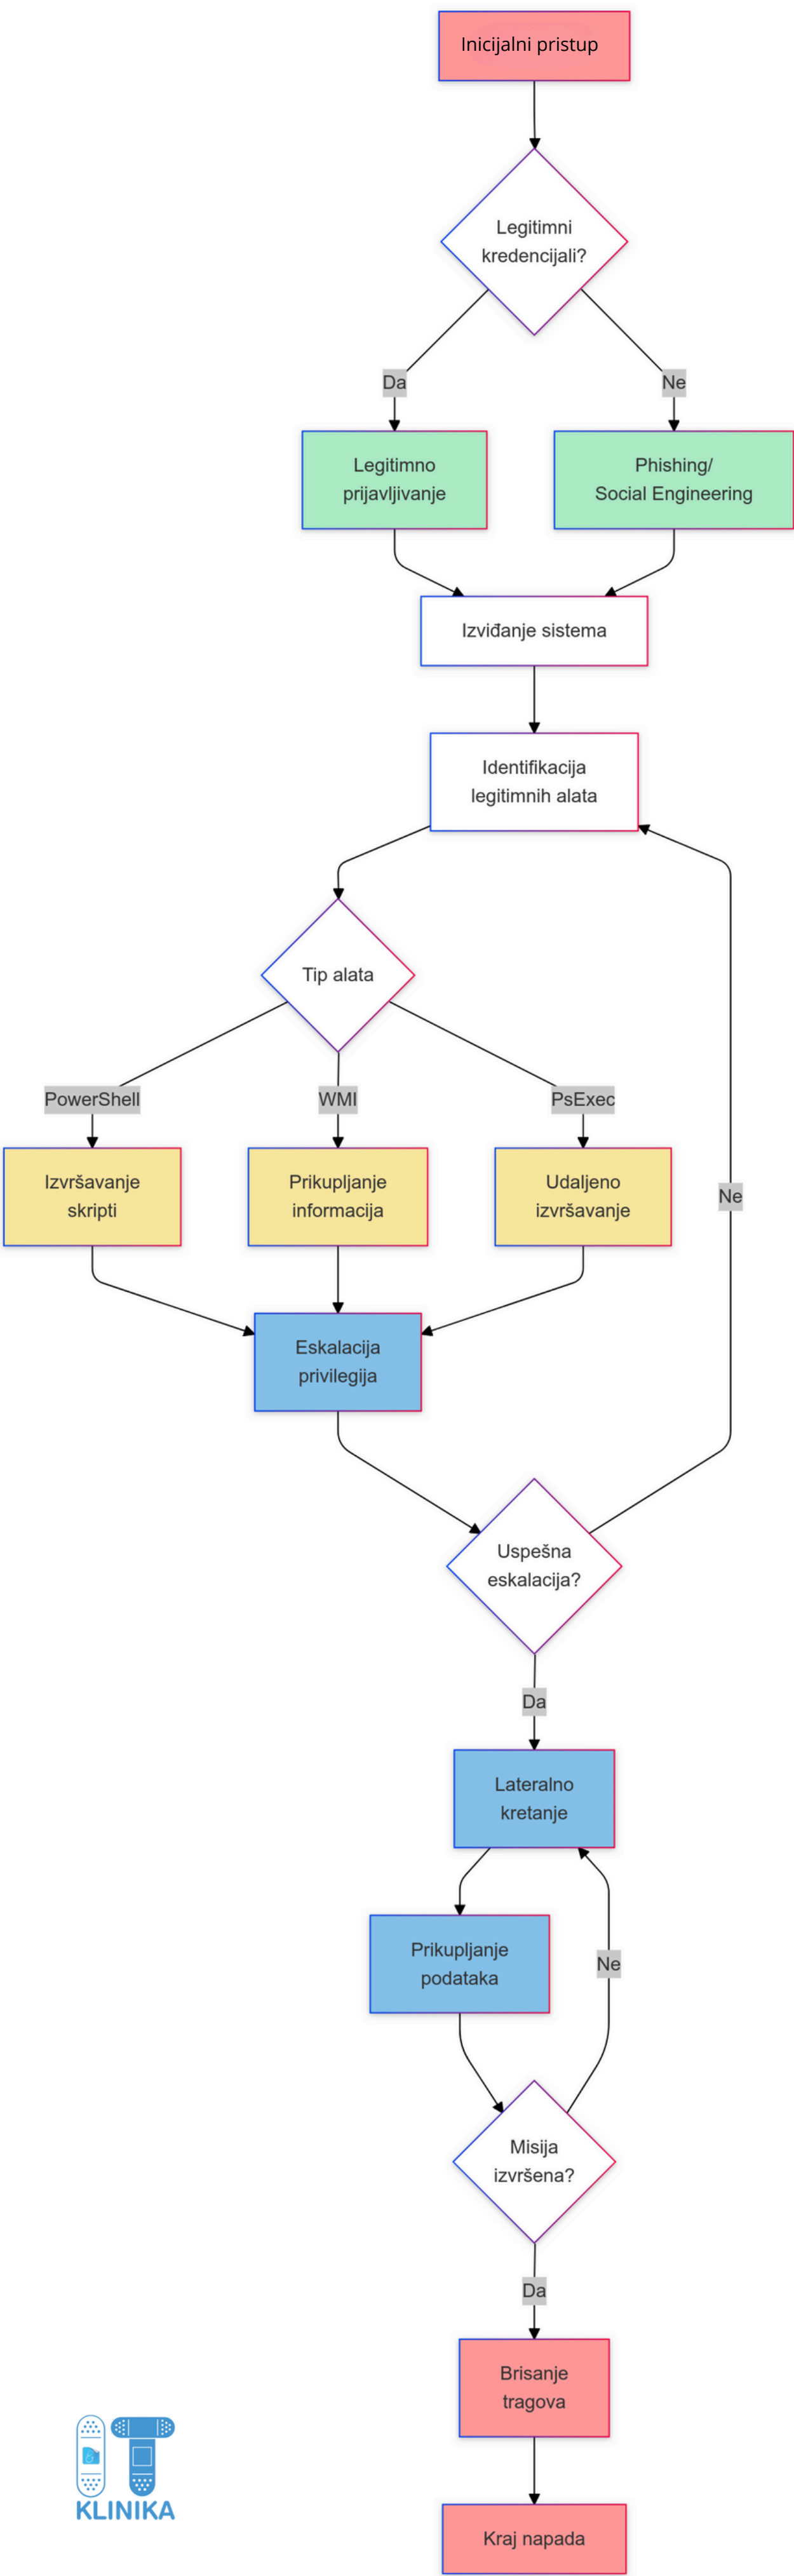 Inicijalni pristup
Legitimni
kredencijali?
Da
Ne
Legitimno
prijavljivanje
Phishing/
Social Engineering
Izviđanje sistema
Identifikacija
legitimnih alata
Tip alata
PowerShell
WMI
PsExec
Izvršavanje
skripti
Prikupljanje
informacija
Udaljeno
izvršavanje
Ne
Eskalacija
privilegija
Uspešna
eskalacija?
Da
Lateralno
kretanje
Prikupljanje
podataka
Ne
Misija
izvršena?
Da
Brisanje
tragova
Kraj napada
IT
KLINIKA